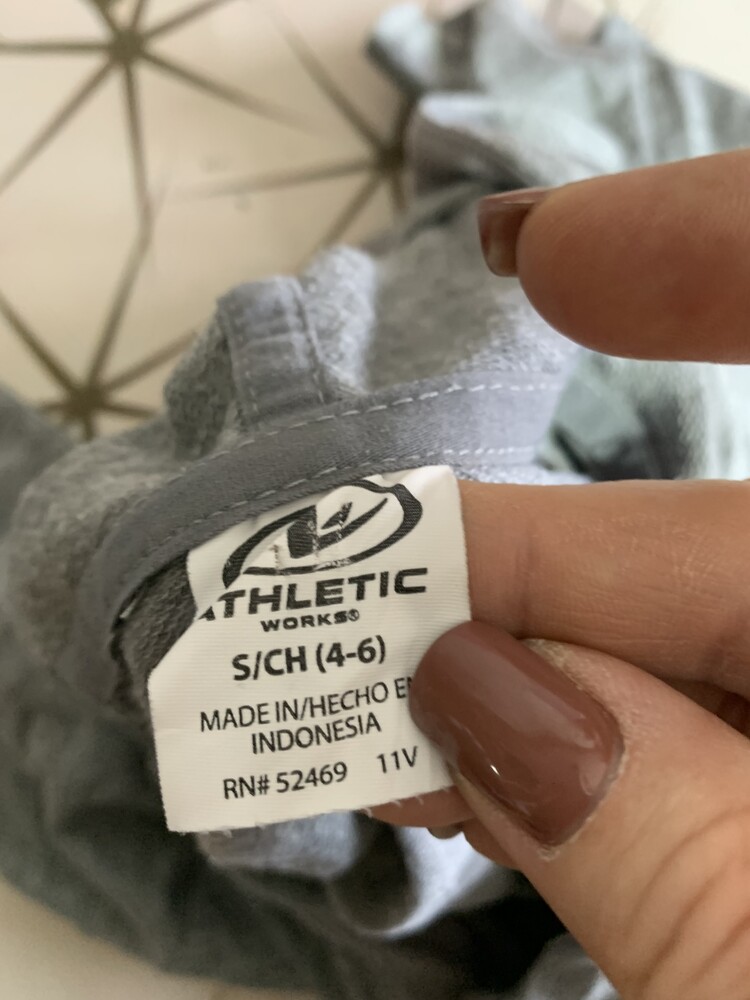 ATHLETIC
WORKS®
S/CH (4-6)
MADE IN/HECHO EN
INDONESIA
RN# 52469 11V